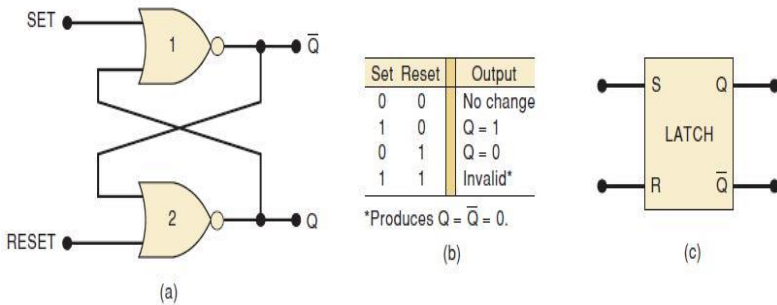 SET
1
Q̅
2
Q
RESET
(a)
Set Reset Output
0 0 No change
1 0 Q = 1
0 1 Q = 0
1 1 Invalid*
*Produces Q = Q̅ = 0.
(b)
S Q
LATCH
R Q̅
(c)